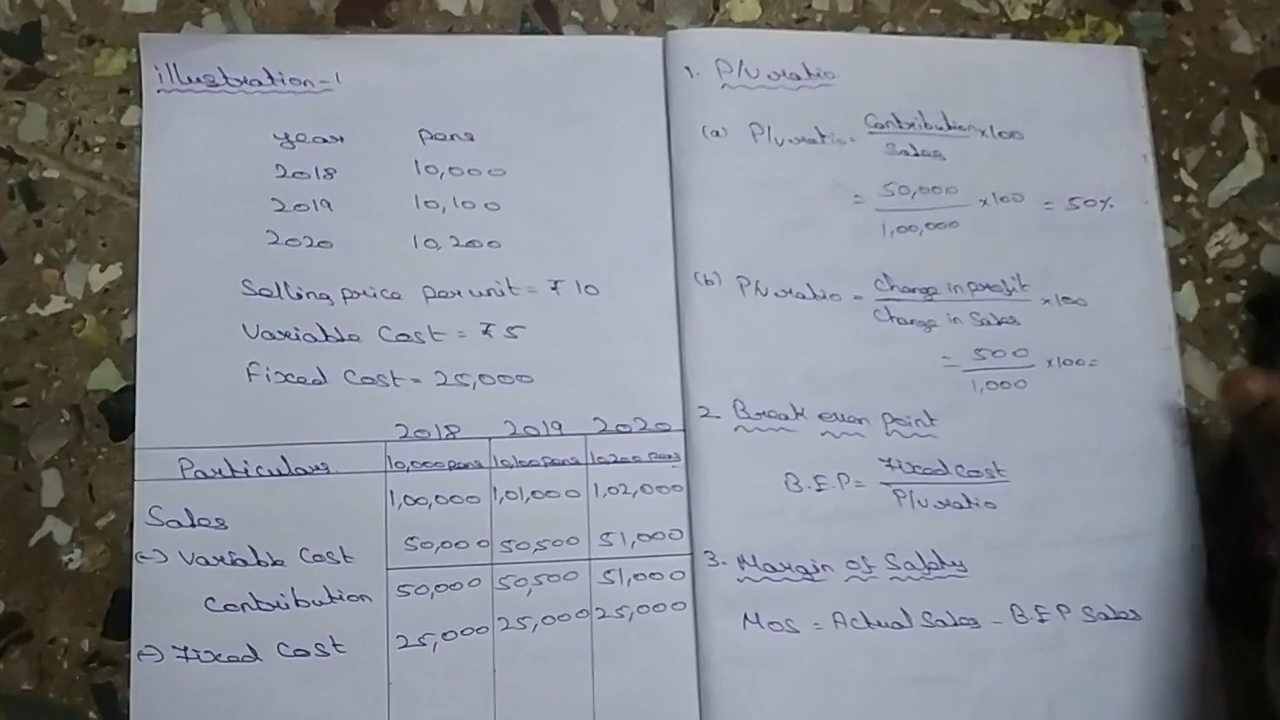 illustration-1
year pens
2018 10,000
2019 10,100
2020 10,200
Selling price per unit = ₹10
Variable Cost = ₹5
Fixed Cost = 25,000
2018 2019 2020
Particulars 10,000 pens 10,100 pens 10,200 pens
Sales 1,00,000 1,01,000 1,02,000
(-) Variable Cost 50,000 50,500 51,000
Contribution 50,000 50,500 51,000
(-) Fixed Cost 25,000 25,000 25,000
1. P/V ratio
(a) P/V ratio = Contribution ×100
Sales
= 50,000 ×100 = 50%
1,00,000
(b) P/V ratio = Change in profit ×100
Change in Sales
= 500 ×100=
1,000
2. Break even point
B.E.P = Fixed Cost
P/V ratio
3. Margin of Safety
MOS = Actual Sales - B.E.P Sales